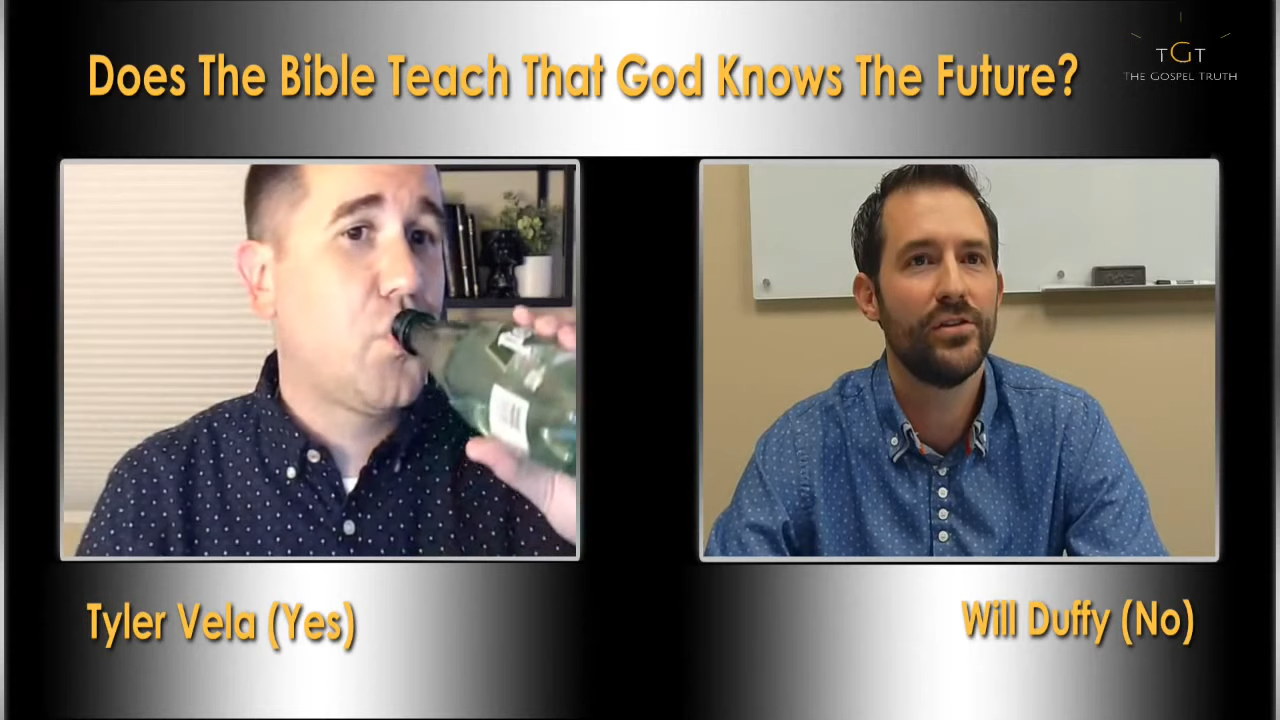 Does The Bible Teach That God Knows The Future?
TGT
THE GOSPEL TRUTH
Tyler Vela (Yes)
Will Duffy (No)